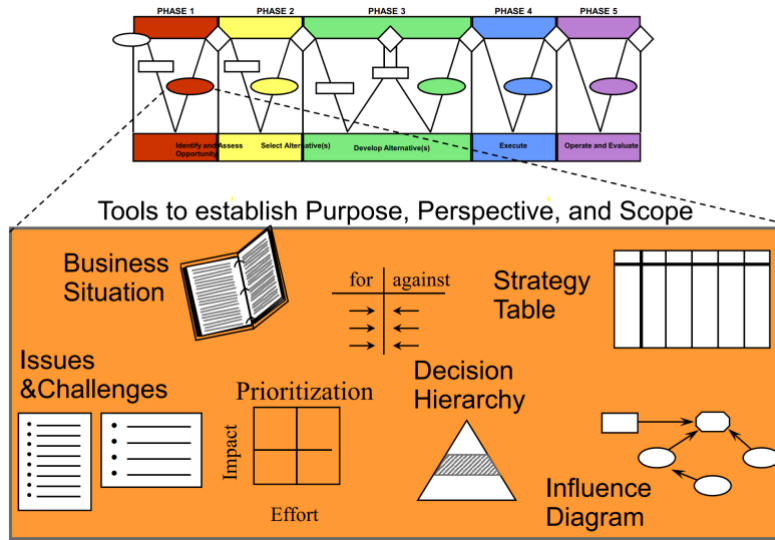 PHASE 1
PHASE 2
PHASE 3
PHASE 4
PHASE 5
Identify and Assess
Opportunity
Select Alternative(s)
Develop Alternative(s)
Execute
Operate and Evaluate
Tools to establish Purpose, Perspective, and Scope
Business
Situation
for
against
Strategy
Table
Issues
&Challenges
Prioritization
Impact
Effort
Decision
Hierarchy
Influence
Diagram